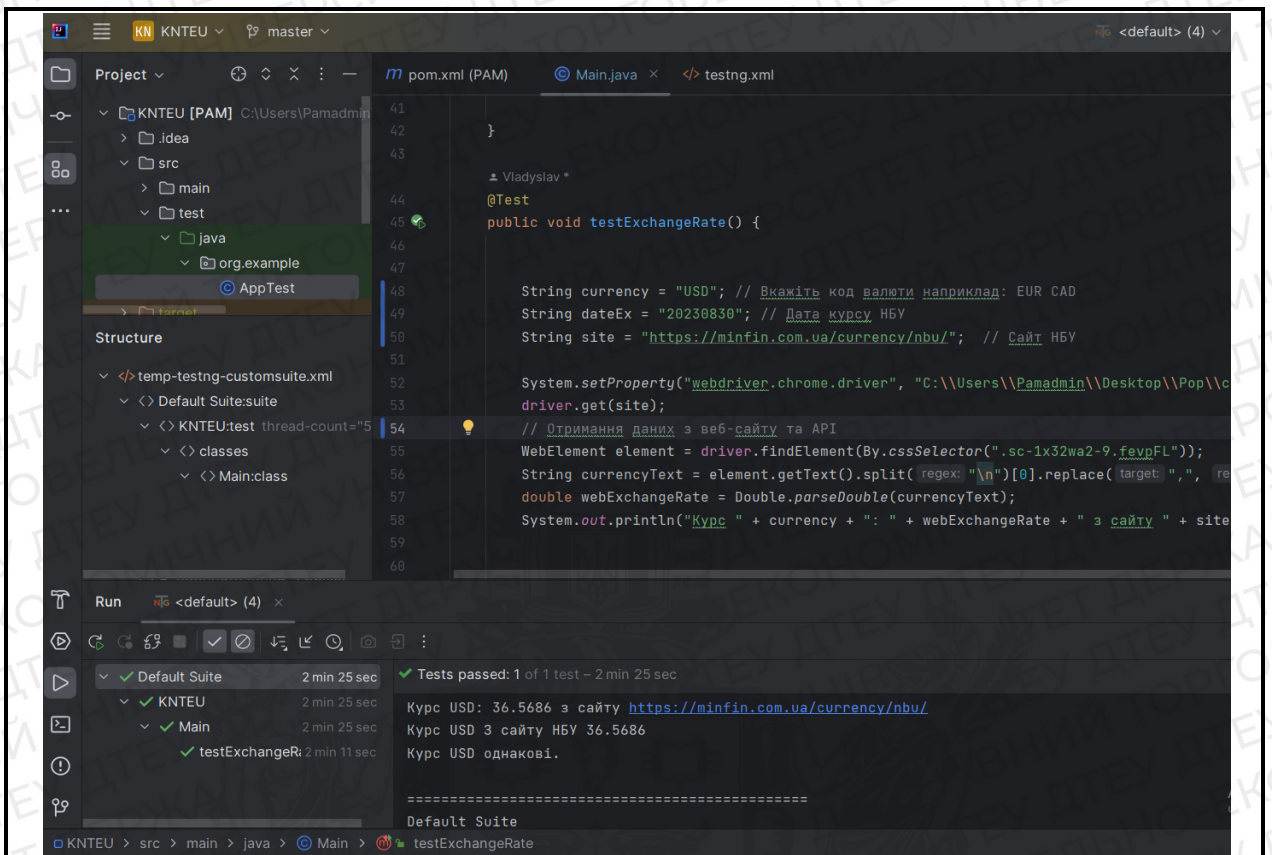 KN KNTEU master <default> (4)
Project
pom.xml (PAM) Main.java testng.xml
KNTEU [PAM] C:\Users\Pamadmin
.idea
src
main
test
java
org.example
AppTest
target
Structure
temp-testng-customsuite.xml
Default Suite:suite
KNTEU:test thread-count="5
classes
Main:class
41
42 }
43
Vladyslav *
44 @Test
45 public void testExchangeRate() {
46
47
48 String currency = "USD"; // Вкажіть код валюти наприклад: EUR CAD
49 String dateEx = "20230830"; // Дата курсу НБУ
50 String site = "https://minfin.com.ua/currency/nbu/"; // Сайт НБУ
51
52 System.setProperty("webdriver.chrome.driver", "C:\\Users\\Pamadmin\\Desktop\\Pop\\c
53 driver.get(site);
54 // Отримання даних з веб-сайту та API
55 WebElement element = driver.findElement(By.cssSelector(".sc-1x32wa2-9.fevpFL"));
56 String currencyText = element.getText().split( regex: "\n")[0].replace( target: ",", re
57 double webExchangeRate = Double.parseDouble(currencyText);
58 System.out.println("Курс " + currency + ": " + webExchangeRate + " з сайту " + site
59
60
Run <default> (4)
Default Suite 2 min 25 sec
KNTEU 2 min 25 sec
Main 2 min 25 sec
testExchangeRa 2 min 11 sec
Tests passed: 1 of 1 test – 2 min 25 sec
Курс USD: 36.5686 з сайту https://minfin.com.ua/currency/nbu/
Курс USD З сайту НБУ 36.5686
Курс USD однакові.
===============================================
Default Suite
KNTEU > src > main > java > Main > testExchangeRate